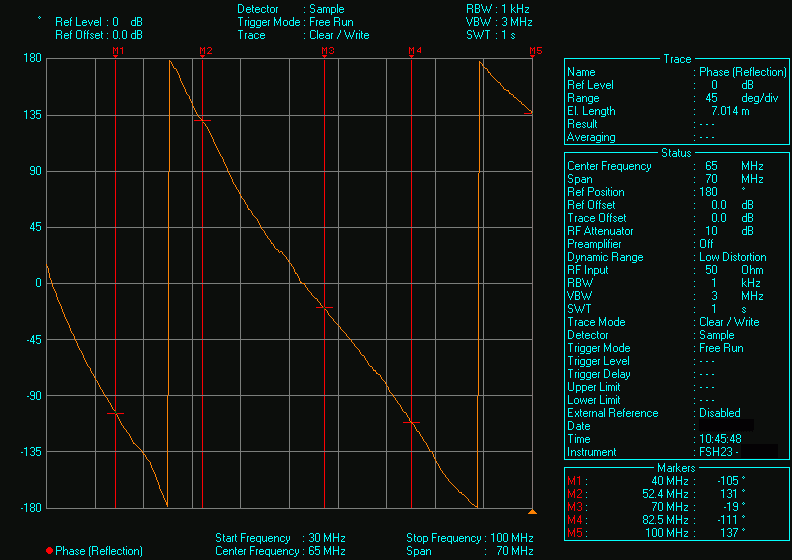 Detector : Sample RBW : 1 kHz
° Ref Level : 0 dB Trigger Mode : Free Run VBW : 3 MHz
Ref Offset : 0.0 dB Trace : Clear / Write SWT : 1 s
M1 M2 M3 M4 M5
180
135
90
45
0
-45
-90
-135
-180
Start Frequency : 30 MHz Stop Frequency : 100 MHz
Phase (Reflection) Center Frequency : 65 MHz Span : 70 MHz
Trace
Name : Phase (Reflection)
Ref Level : 0 dB
Range : 45 deg/div
El. Length : 7.014 m
Result : - - -
Averaging : - - -
Status
Center Frequency : 65 MHz
Span : 70 MHz
Ref Position : 180 °
Ref Offset : 0.0 dB
Trace Offset : 0.0 dB
RF Attenuator : 10 dB
Preamplifier : Off
Dynamic Range : Low Distortion
RF Input : 50 Ohm
RBW : 1 kHz
VBW : 3 MHz
SWT : 1 s
Trace Mode : Clear / Write
Detector : Sample
Trigger Mode : Free Run
Trigger Level : - - -
Trigger Delay : - - -
Upper Limit : - - -
Lower Limit : - - -
External Reference : Disabled
Date :
Time : 10:45:48
Instrument : FSH23 -
Markers
M1 : 40 MHz : -105 °
M2 : 52.4 MHz : 131 °
M3 : 70 MHz : -19 °
M4 : 82.5 MHz : -111 °
M5 : 100 MHz : 137 °